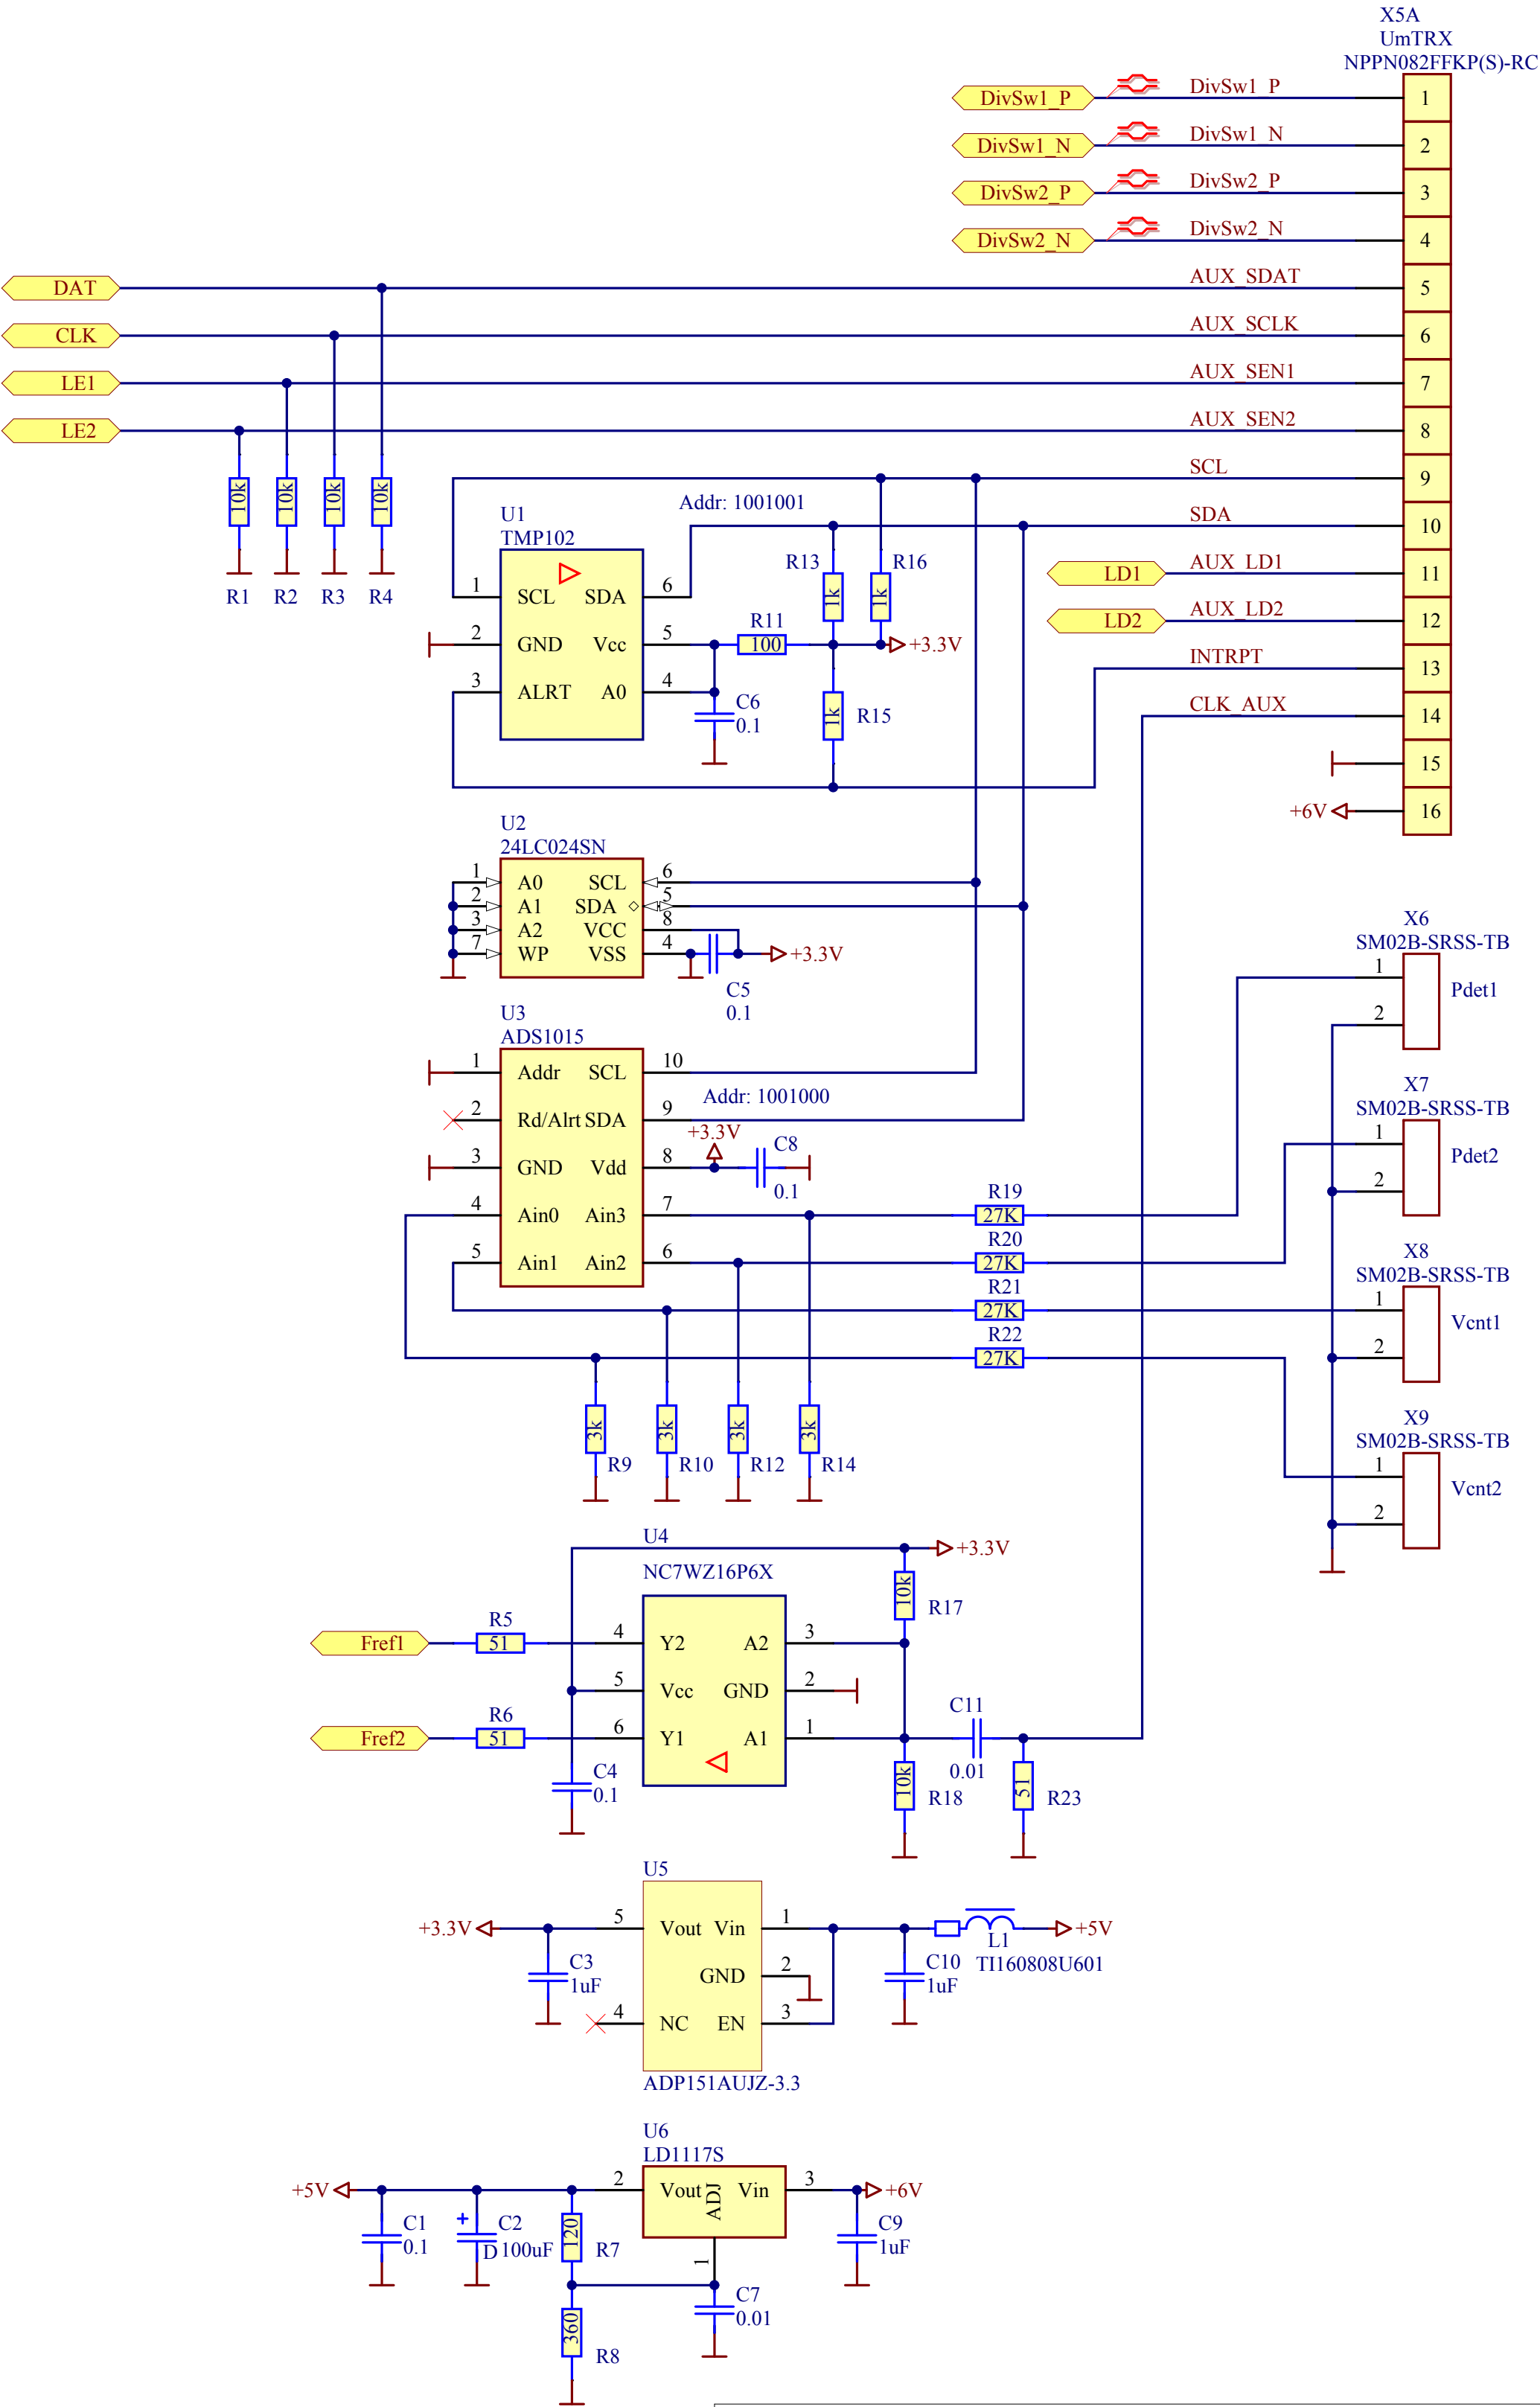 X5A
UmTRX
NPPN082FFKP(S)-RC
DivSw1_P DivSw1_P 1
DivSw1_N DivSw1_N 2
DivSw2_P DivSw2_P 3
DivSw2_N DivSw2_N 4
DAT AUX_SDAT 5
CLK AUX_SCLK 6
LE1 AUX_SEN1 7
LE2 AUX_SEN2 8
SCL 9
SDA 10
LD1 AUX_LD1 11
LD2 AUX_LD2 12
INTRPT 13
CLK_AUX 14
15
+6V 16
10k 10k 10k 10k
R1 R2 R3 R4
U1
TMP102
Addr: 1001001
1 SCL SDA 6
2 GND Vcc 5
3 ALRT A0 4
R13 1k
R16 1k
R11
100
+3.3V
C6
0.1
1k R15
U2
24LC024SN
1 A0 SCL 6
2 A1 SDA 5
3 A2 VCC 8
7 WP VSS 4
+3.3V
C5
0.1
U3
ADS1015
1 Addr SCL 10
Addr: 1001000
2 Rd/Alrt SDA 9
3 GND Vdd 8
4 Ain0 Ain3 7
5 Ain1 Ain2 6
+3.3V
C8
0.1
R19
27K
R20
27K
R21
27K
R22
27K
3k R9
3k R10
3k R12
3k R14
X6
SM02B-SRSS-TB
1
Pdet1
2
X7
SM02B-SRSS-TB
1
Pdet2
2
X8
SM02B-SRSS-TB
1
Vcnt1
2
X9
SM02B-SRSS-TB
1
Vcnt2
2
U4
NC7WZ16P6X
+3.3V
10k R17
Fref1
R5
51
4 Y2 A2 3
5 Vcc GND 2
6 Y1 A1 1
Fref2
R6
51
C4
0.1
C11
0.01
10k R18
51 R23
U5
+3.3V
5 Vout Vin 1
GND 2
4 NC EN 3
C3
1uF
C10
1uF
L1
TI160808U601
+5V
ADP151AUJZ-3.3
U6
LD1117S
+5V
2 Vout ADJ Vin 3
+6V
1
C1
0.1
+ C2
D 100uF
120 R7
C9
1uF
C7
0.01
360 R8